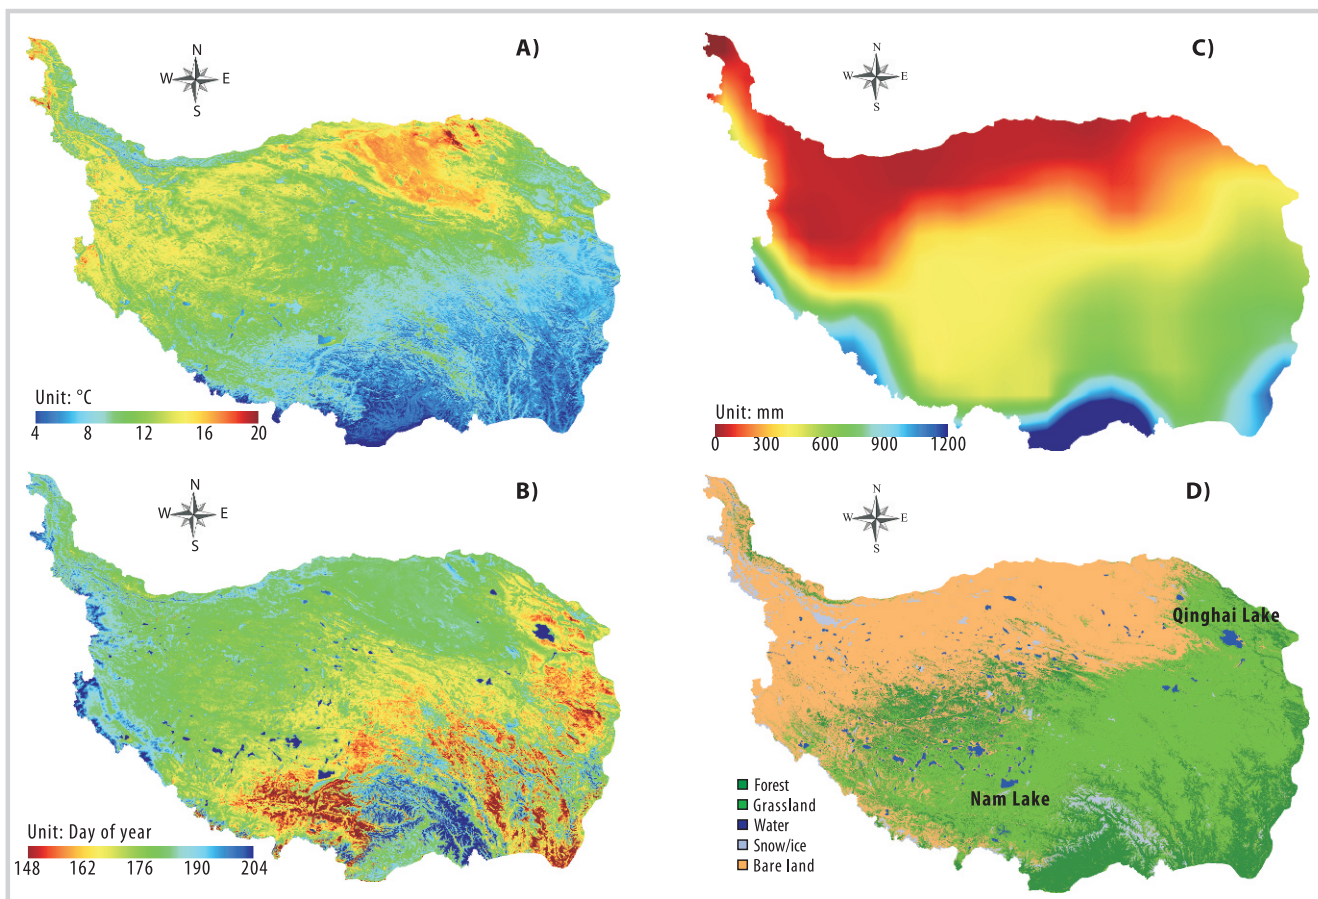 A)
N
W E
S
Unit: °C
4 8 12 16 20
C)
N
W E
S
Unit: mm
0 300 600 900 1200
B)
N
W E
S
Unit: Day of year
148 162 176 190 204
D)
N
W E
S
Qinghai Lake
Nam Lake
Forest
Grassland
Water
Snow/ice
Bare land